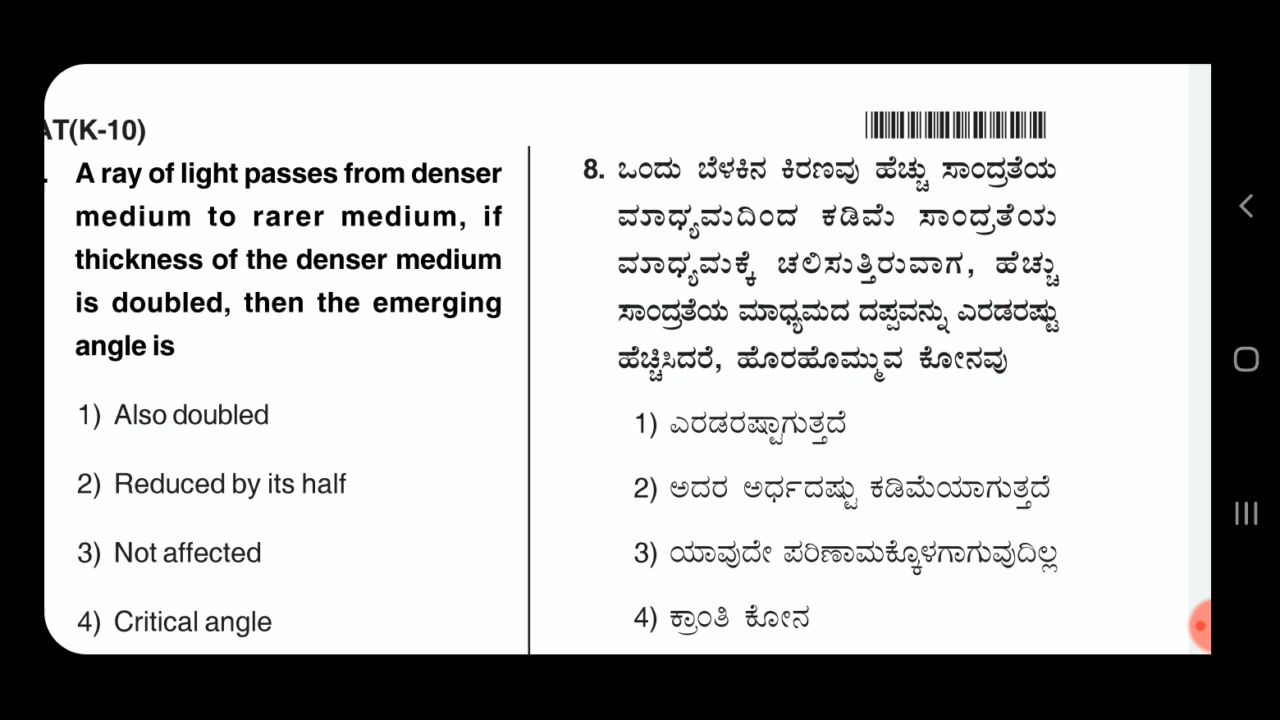 AT(K-10)
. A ray of light passes from denser
medium to rarer medium, if
thickness of the denser medium
is doubled, then the emerging
angle is
1) Also doubled
2) Reduced by its half
3) Not affected
4) Critical angle
8. ಒಂದು ಬೆಳಕಿನ ಕಿರಣವು ಹೆಚ್ಚು ಸಾಂದ್ರತೆಯ
ಮಾಧ್ಯಮದಿಂದ ಕಡಿಮೆ ಸಾಂದ್ರತೆಯ
ಮಾಧ್ಯಮಕ್ಕೆ ಚಲಿಸುತ್ತಿರುವಾಗ, ಹೆಚ್ಚು
ಸಾಂದ್ರತೆಯ ಮಾಧ್ಯಮದ ದಪ್ಪವನ್ನು ಎರಡರಷ್ಟು
ಹೆಚ್ಚಿಸಿದರೆ, ಹೊರಹೊಮ್ಮುವ ಕೋನವು
1) ಎರಡರಷ್ಟಾಗುತ್ತದೆ
2) ಅದರ ಅರ್ಧದಷ್ಟು ಕಡಿಮೆಯಾಗುತ್ತದೆ
3) ಯಾವುದೇ ಪರಿಣಾಮಕ್ಕೊಳಗಾಗುವುದಿಲ್ಲ
4) ಕ್ರಾಂತಿ ಕೋನ